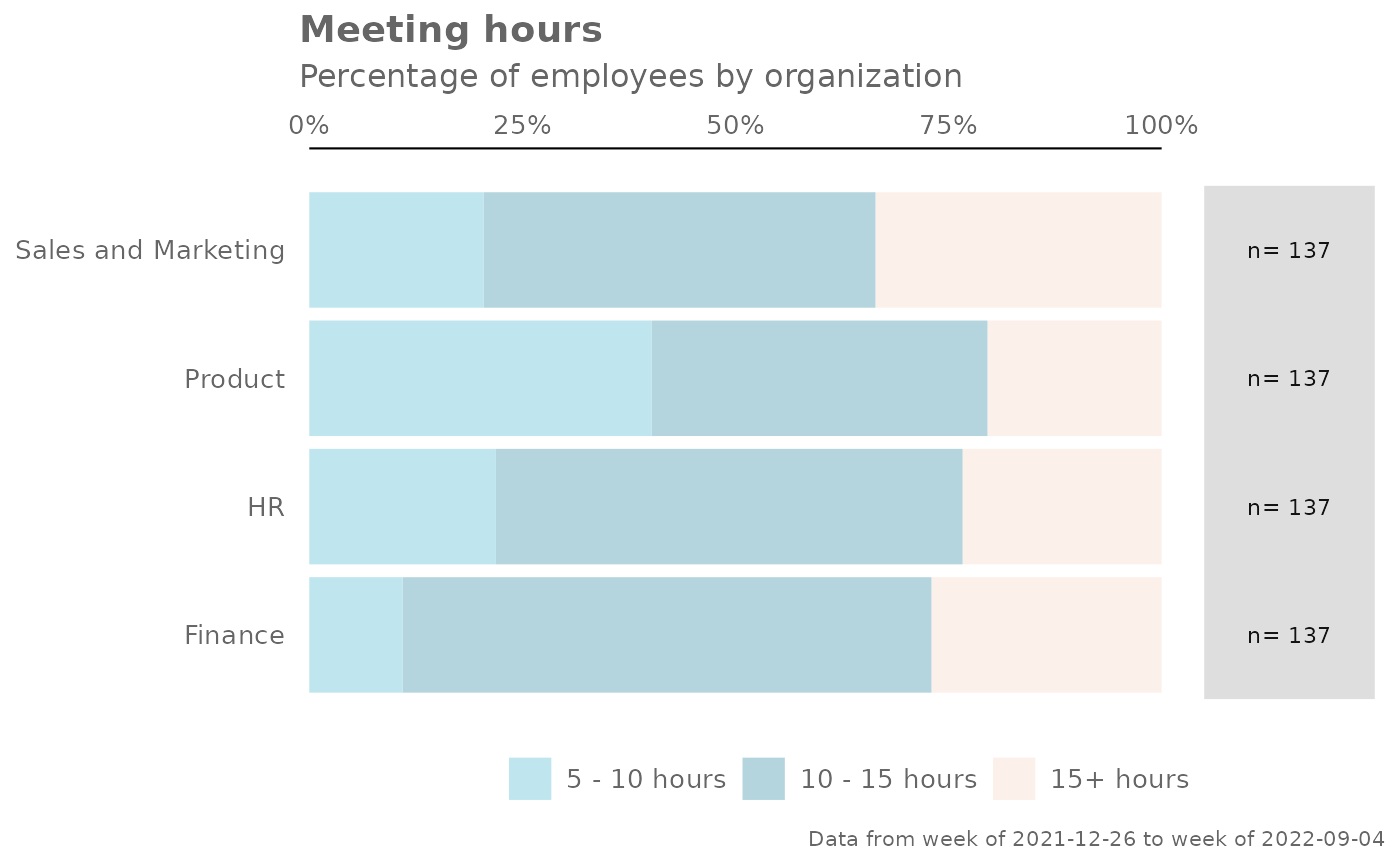 Meeting hours
Percentage of employees by organization
0% 25% 50% 75% 100%
Sales and Marketing n= 137
Product n= 137
HR n= 137
Finance n= 137
5 - 10 hours 10 - 15 hours 15+ hours
Data from week of 2021-12-26 to week of 2022-09-04